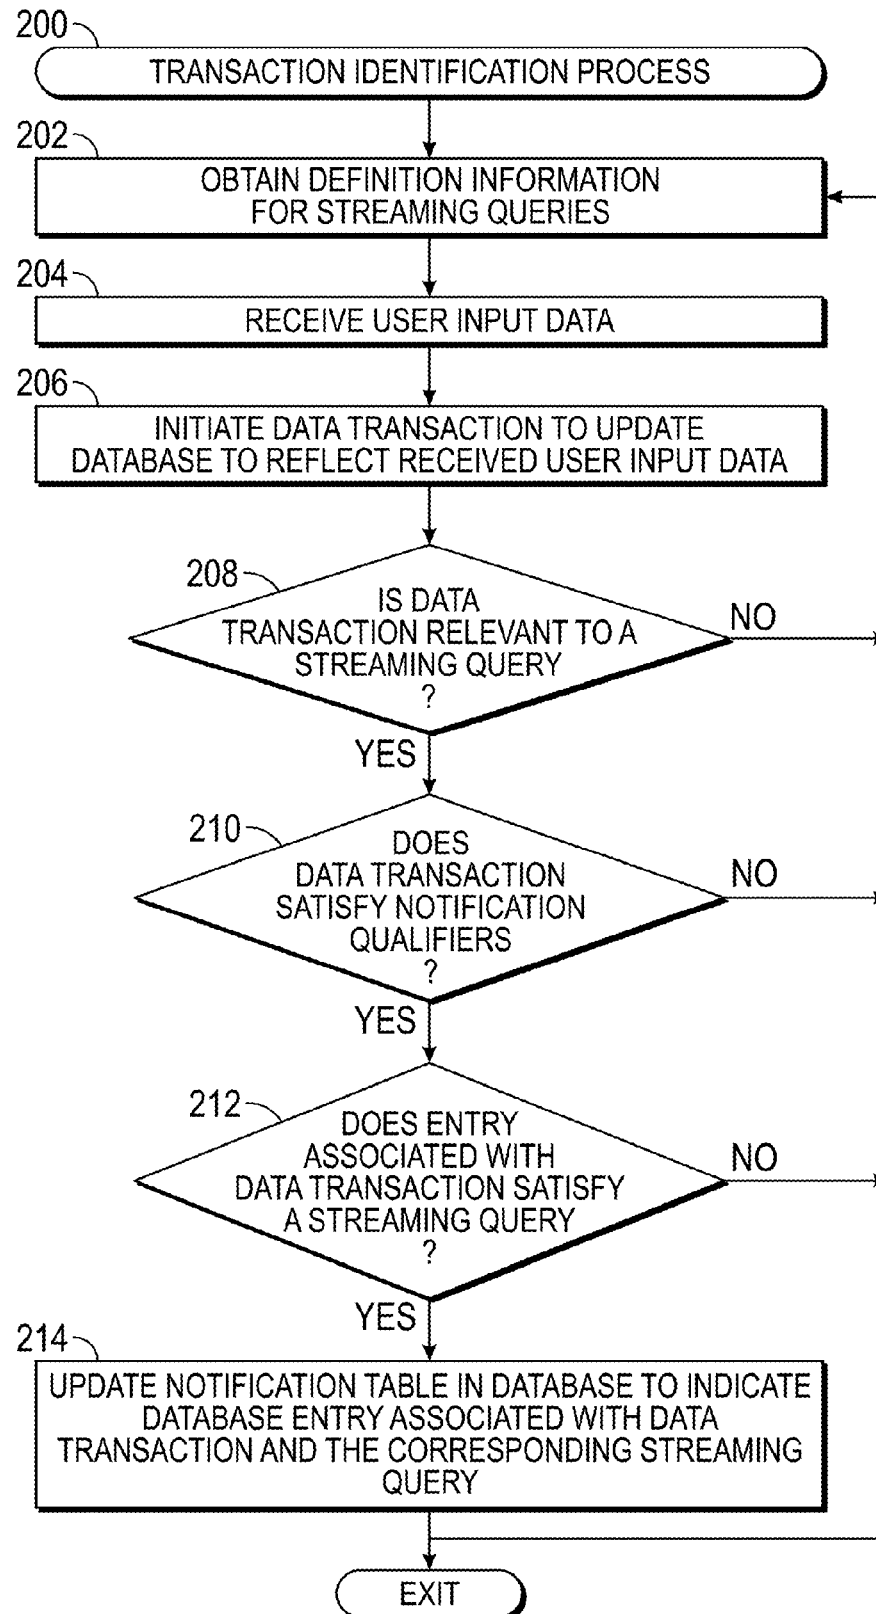 200
TRANSACTION IDENTIFICATION PROCESS
202
OBTAIN DEFINITION INFORMATION
FOR STREAMING QUERIES
204
RECEIVE USER INPUT DATA
206
INITIATE DATA TRANSACTION TO UPDATE
DATABASE TO REFLECT RECEIVED USER INPUT DATA
208
IS DATA
TRANSACTION RELEVANT TO A
STREAMING QUERY
?
NO
YES
210
DOES
DATA TRANSACTION
SATISFY NOTIFICATION
QUALIFIERS
?
NO
YES
212
DOES ENTRY
ASSOCIATED WITH
DATA TRANSACTION SATISFY
A STREAMING QUERY
?
NO
YES
214
UPDATE NOTIFICATION TABLE IN DATABASE TO INDICATE
DATABASE ENTRY ASSOCIATED WITH DATA
TRANSACTION AND THE CORRESPONDING STREAMING
QUERY
EXIT